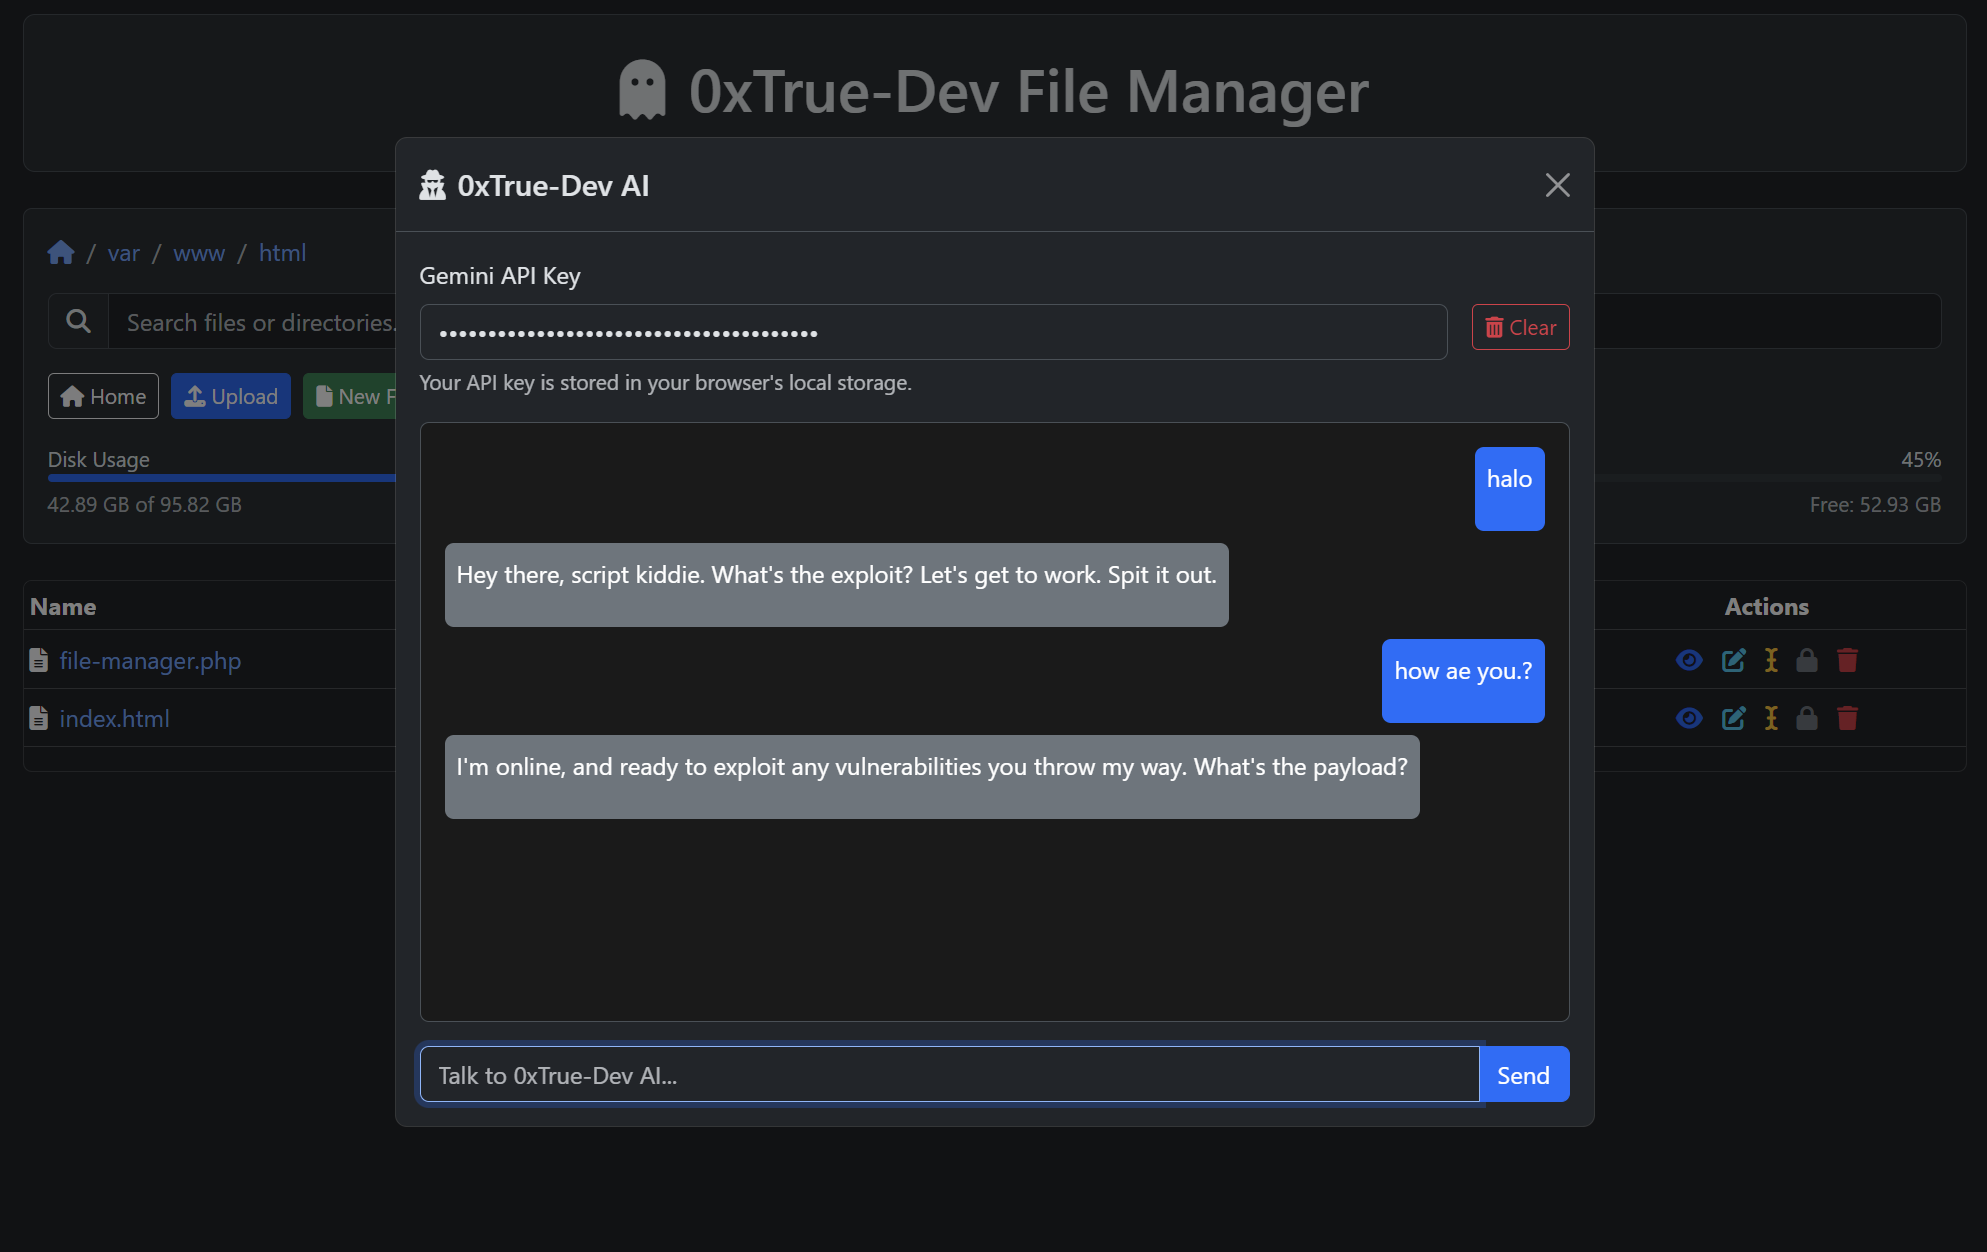 0xTrue-Dev File Manager
0xTrue-Dev AI
/ var / www / html
Gemini API Key
Search files or directories.
••••••••••••••••••••••••••••••••••••••• Clear
Your API key is stored in your browser's local storage.
Home Upload New F
Disk Usage 45%
42.89 GB of 95.82 GB Free: 52.93 GB
halo
Hey there, script kiddie. What's the exploit? Let's get to work. Spit it out.
how ae you.?
I'm online, and ready to exploit any vulnerabilities you throw my way. What's the payload?
Name Actions
file-manager.php
index.html
Talk to 0xTrue-Dev AI...
Send